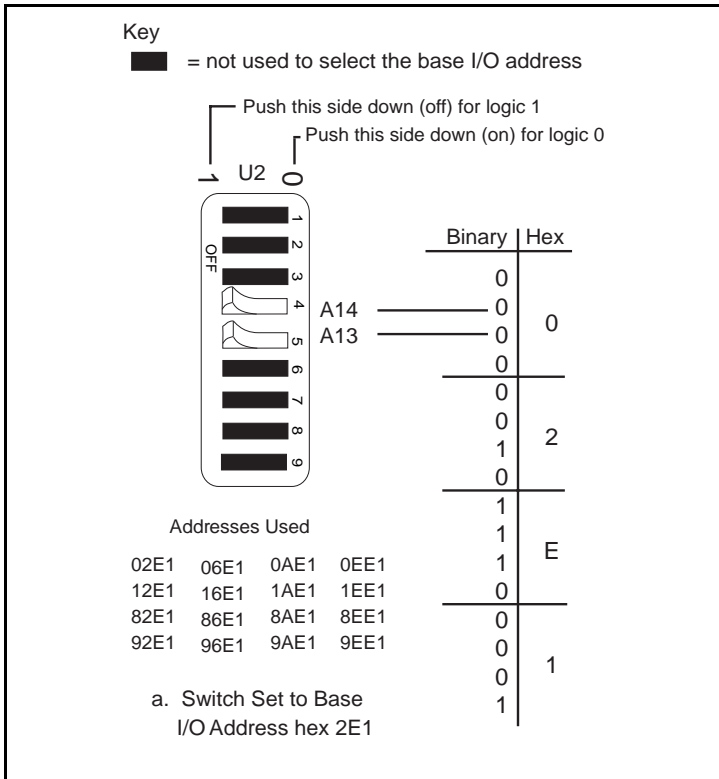 Key
= not used to select the base I/O address
Push this side down (off) for logic 1
Push this side down (on) for logic 0
1 U2 0
OFF
1
2
3
4
5
6
7
8
9
A14
A13
Binary Hex
0
0
0
0
0
0
0
1
0
2
1
1
1
0
E
0
0
0
1
1
Addresses Used
02E1 06E1 0AE1 0EE1
12E1 16E1 1AE1 1EE1
82E1 86E1 8AE1 8EE1
92E1 96E1 9AE1 9EE1
a. Switch Set to Base
I/O Address hex 2E1